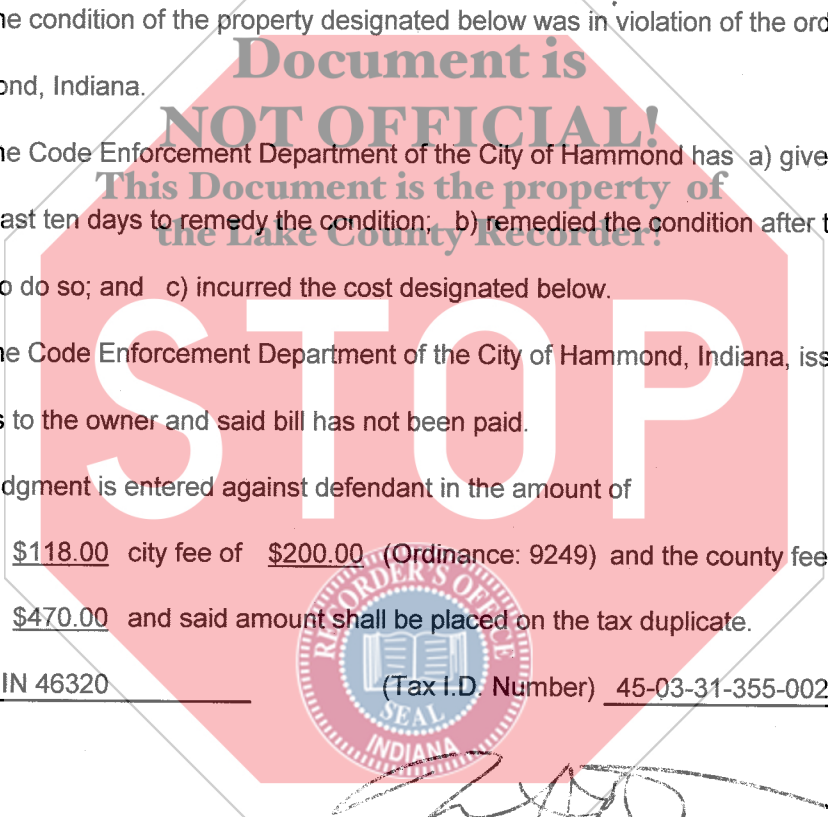 he condition of the property designated below was in violation of the ord
Document is
ond, Indiana.
NOT OFFICIAL!
he Code Enforcement Department of the City of Hammond has a) give
This Document is the property of
ast ten days to remedy the condition; b) remedied the condition after t
the Lake County Recorder!
o do so; and c) incurred the cost designated below.
STOP
he Code Enforcement Department of the City of Hammond, Indiana, iss
s to the owner and said bill has not been paid.
dgment is entered against defendant in the amount of
$118.00 city fee of $200.00 (Ordinance: 9249) and the county fee
$470.00 and said amount shall be placed on the tax duplicate.
IN 46320 (Tax I.D. Number) 45-03-31-355-002
RECORDER'S OFFICE
SEAL
INDIANA